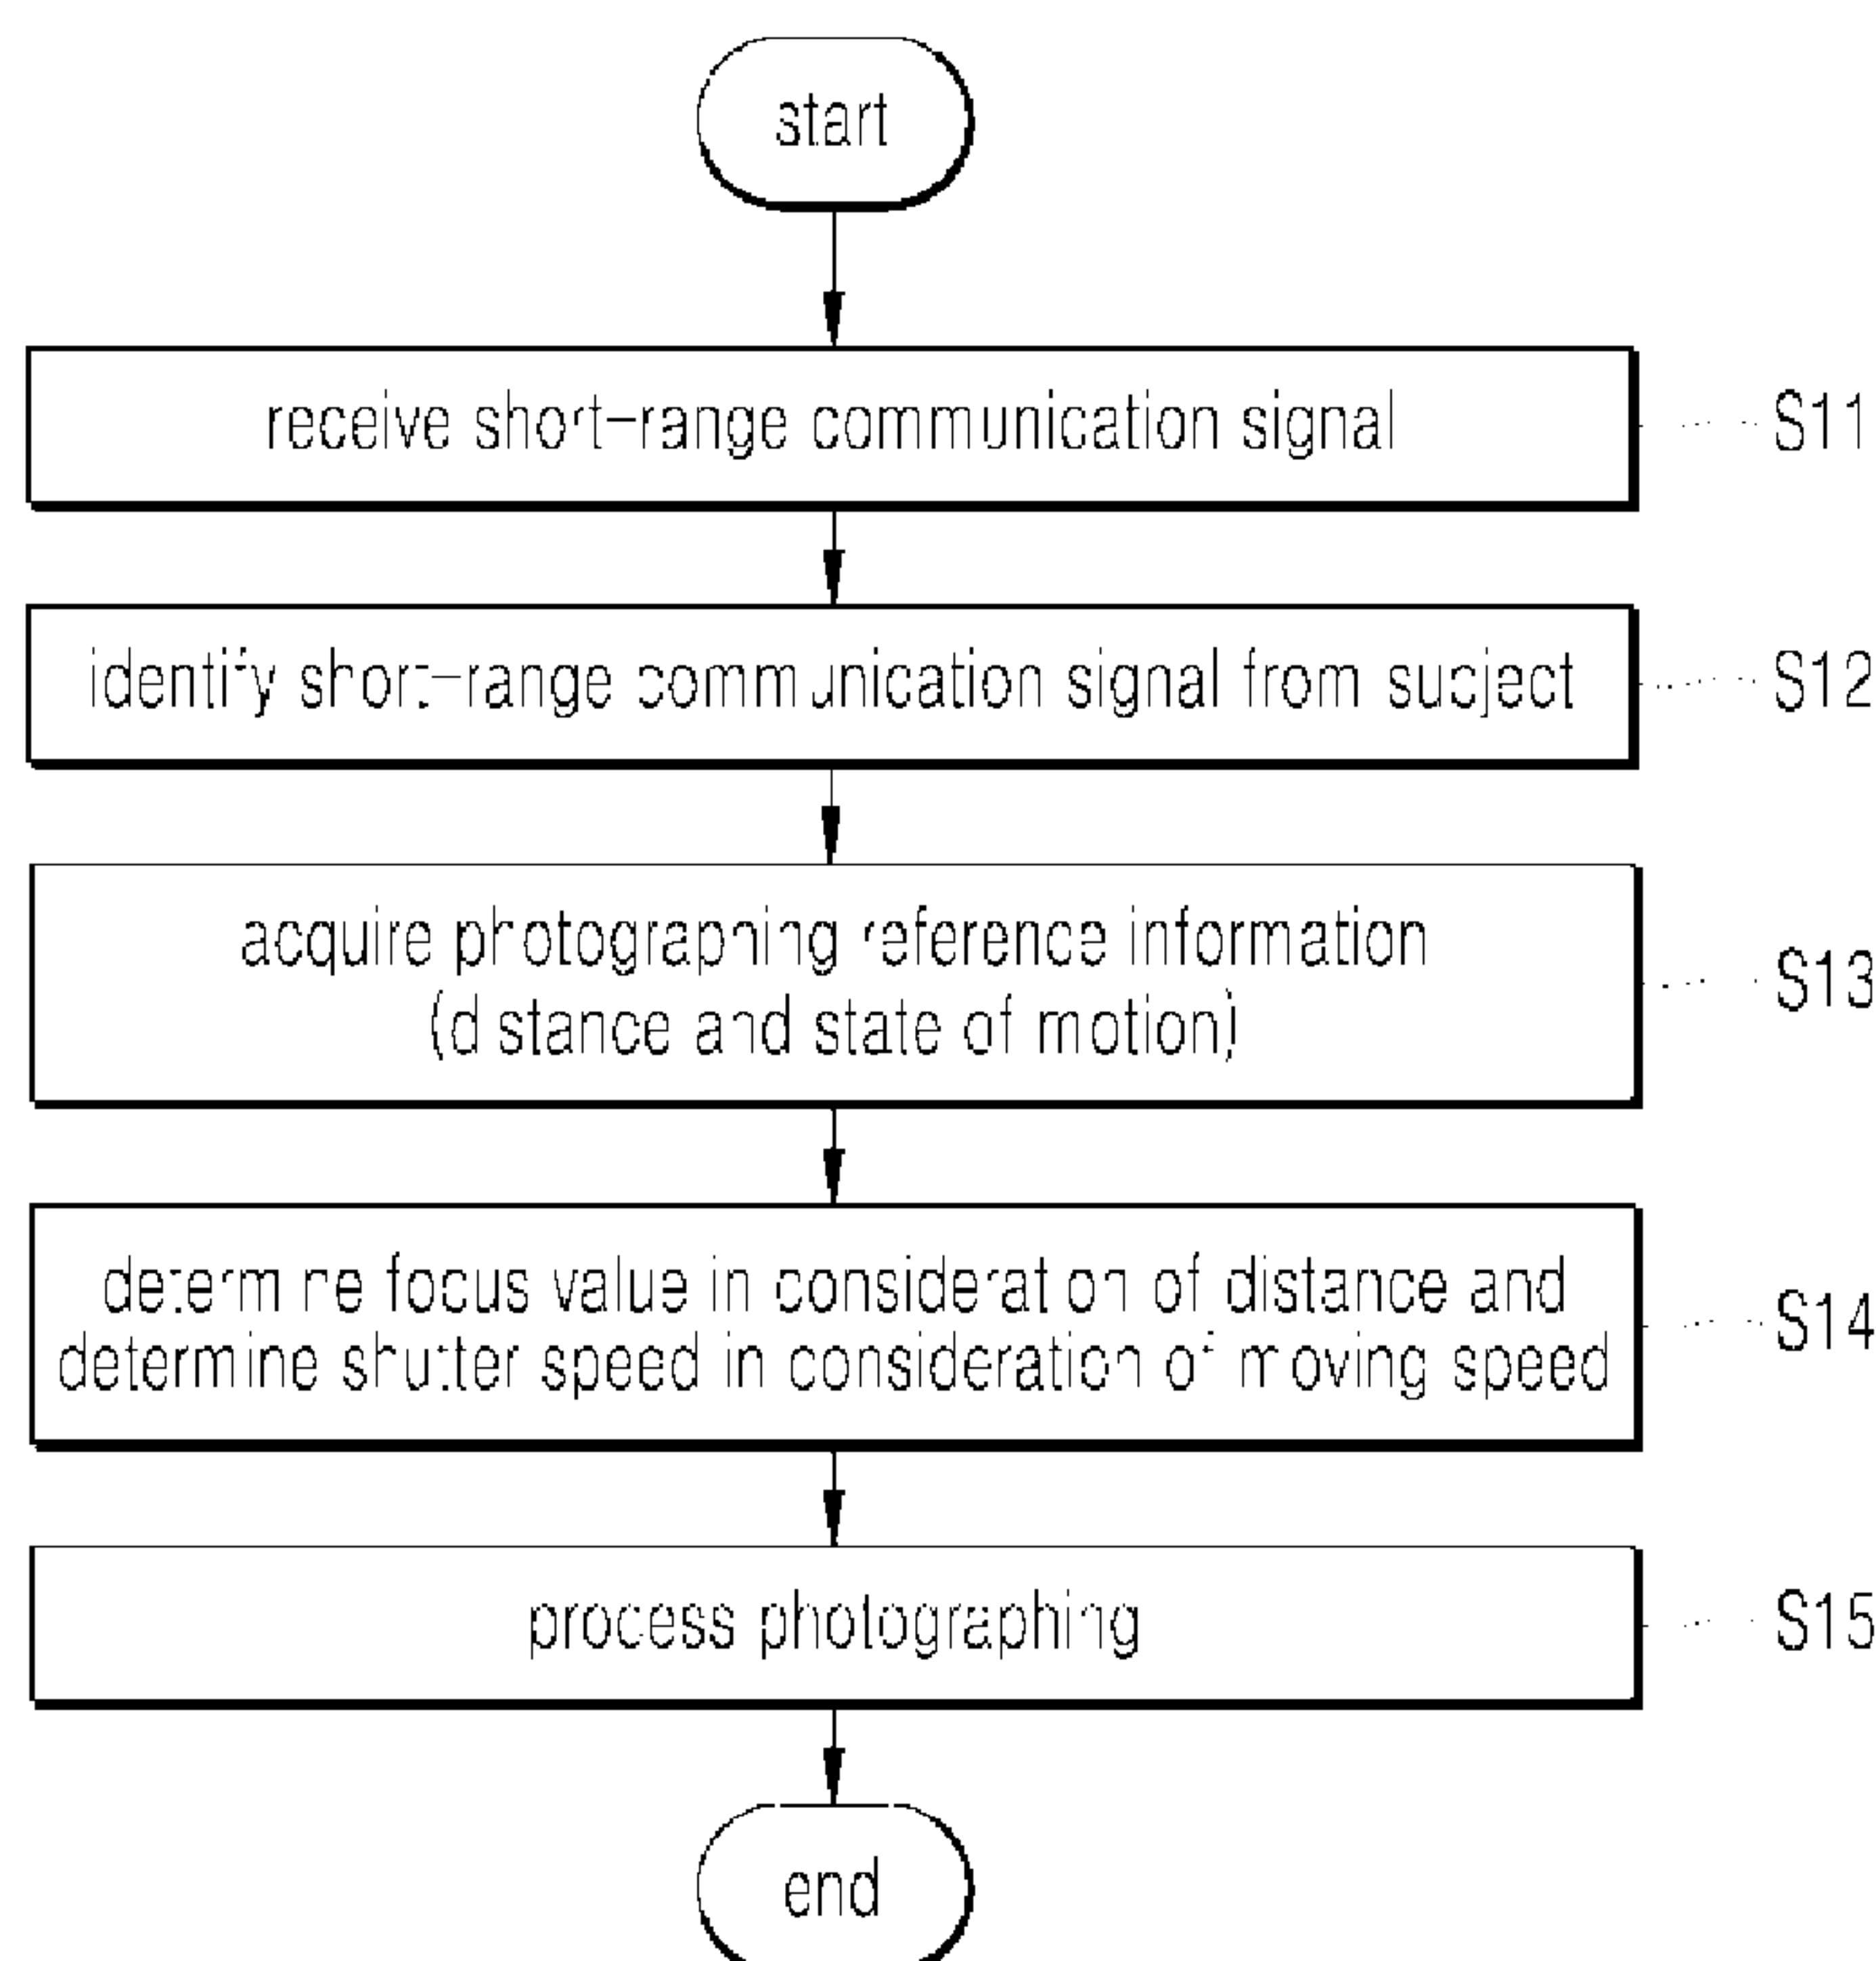 start
receive short-range communication signal
S11
identify short-range communication signal from subject
S12
acquire photographing reference information
(distance and state of motion)
S13
determine focus value in consideration of distance and
determine shutter speed in consideration of moving speed
S14
process photographing
S15
end